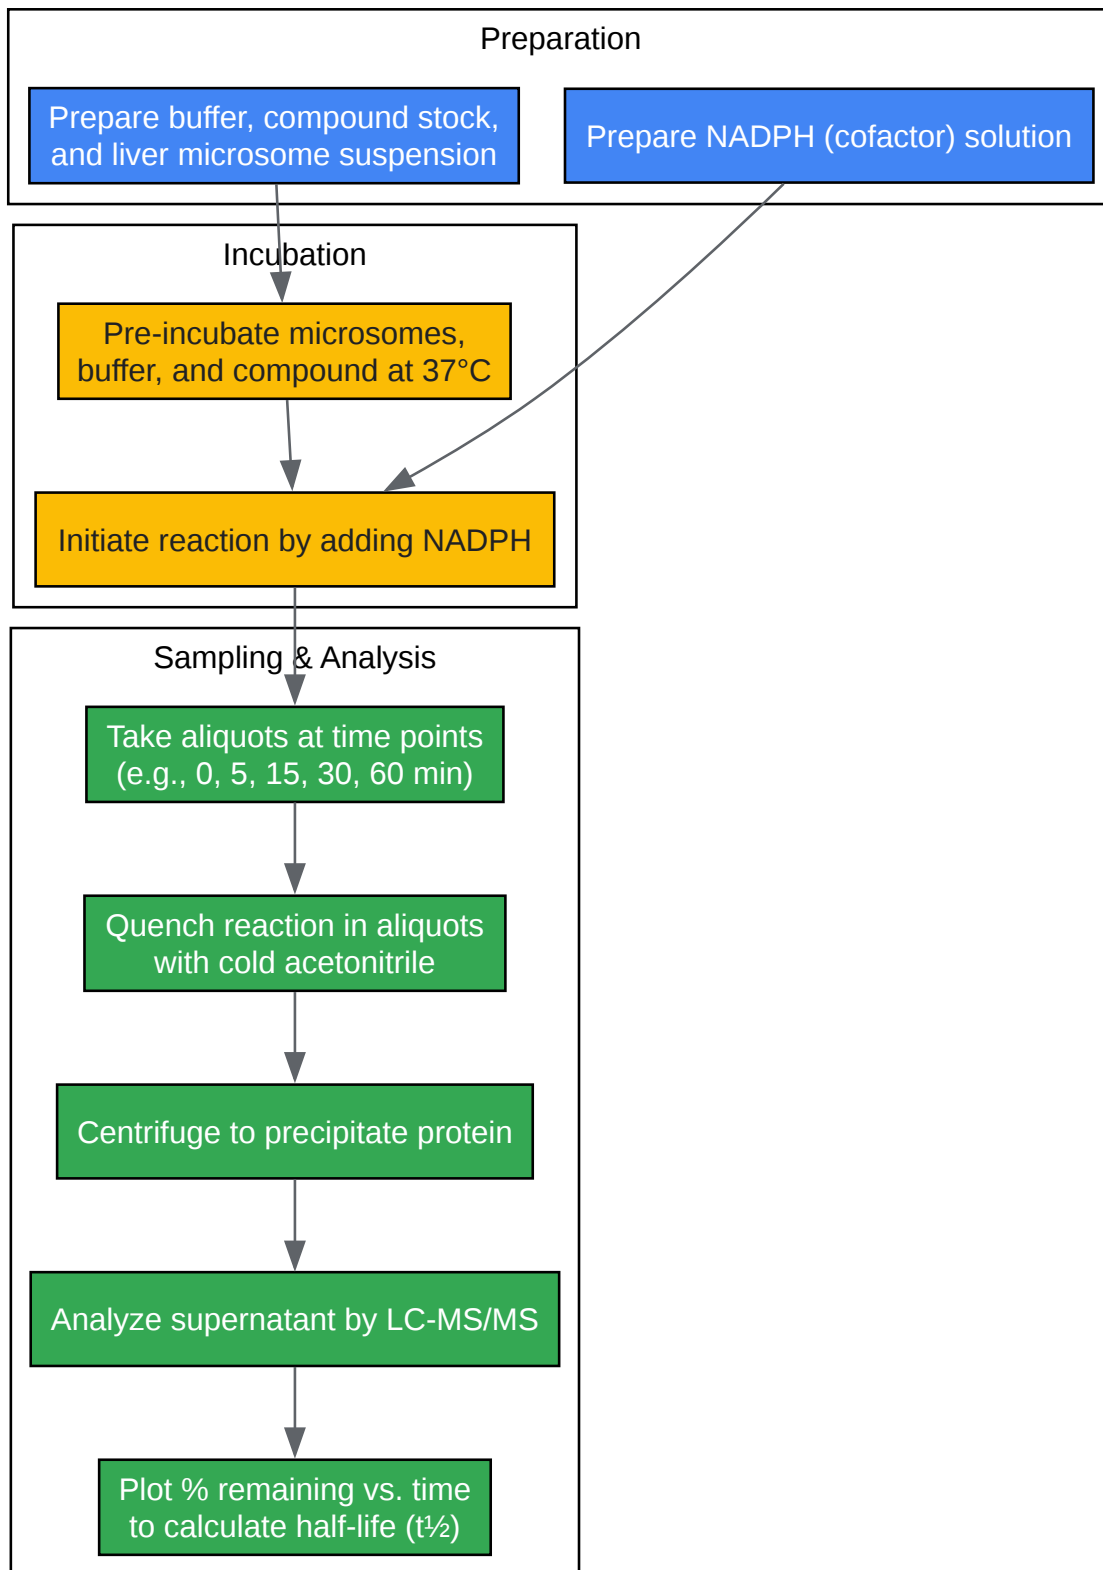 Preparation
Prepare buffer, compound stock,
and liver microsome suspension
Prepare NADPH (cofactor) solution
Incubation
Pre-incubate microsomes,
buffer, and compound at 37°C
Initiate reaction by adding NADPH
Sampling & Analysis
Take aliquots at time points
(e.g., 0, 5, 15, 30, 60 min)
Quench reaction in aliquots
with cold acetonitrile
Centrifuge to precipitate protein
Analyze supernatant by LC-MS/MS
Plot % remaining vs. time
to calculate half-life (t½)